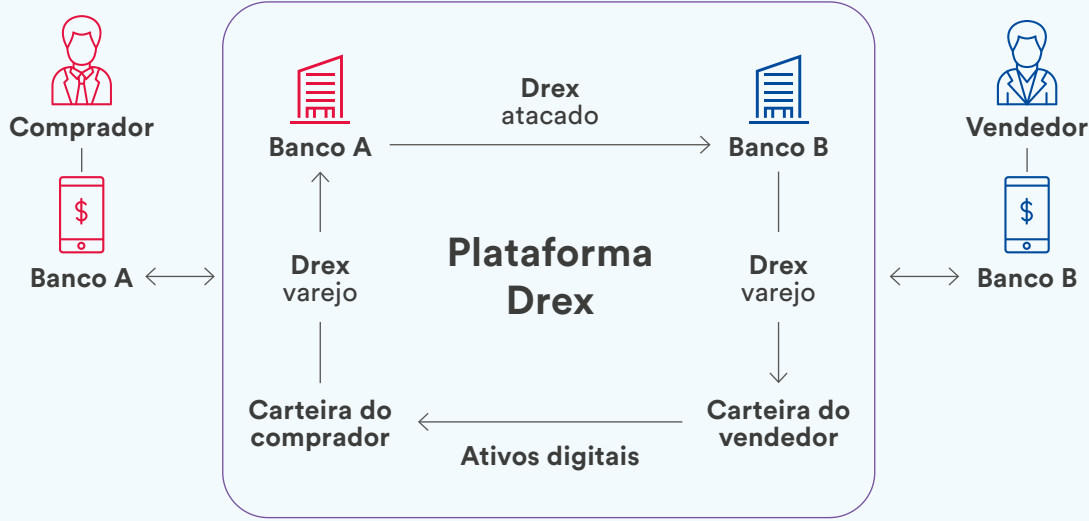 Comprador
$
Banco A
Banco A
Drex
atacado
Banco B
Drex
varejo
Plataforma
Drex
Drex
varejo
Carteira do
comprador
Ativos digitais
Carteira do
vendedor
Vendedor
$
Banco B